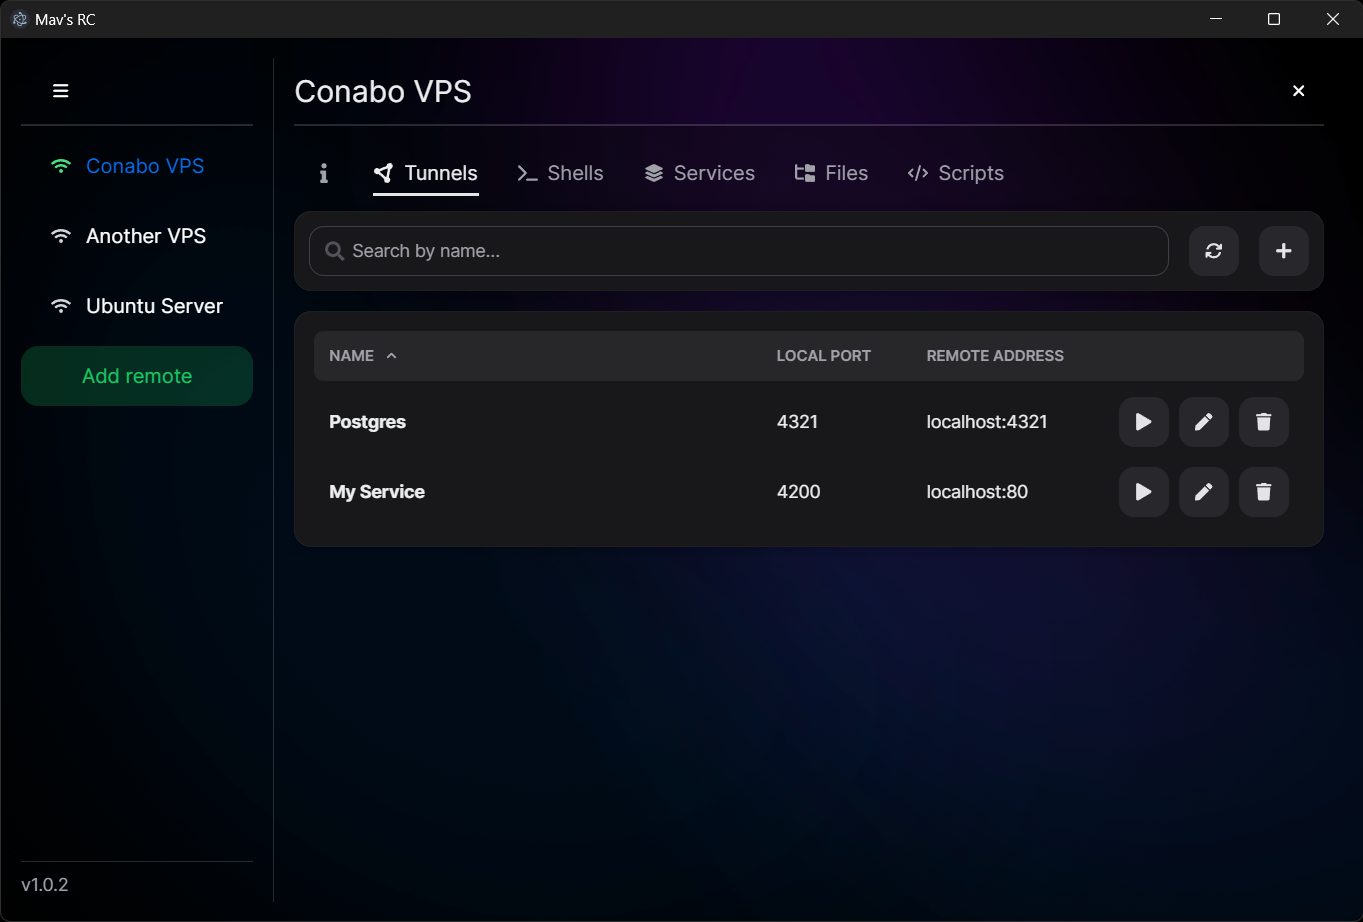 Mav's RC
Conabo VPS
Another VPS
Ubuntu Server
Add remote
v1.0.2
Conabo VPS
Tunnels Shells Services Files Scripts
Search by name...
NAME LOCAL PORT REMOTE ADDRESS
Postgres 4321 localhost:4321
My Service 4200 localhost:80